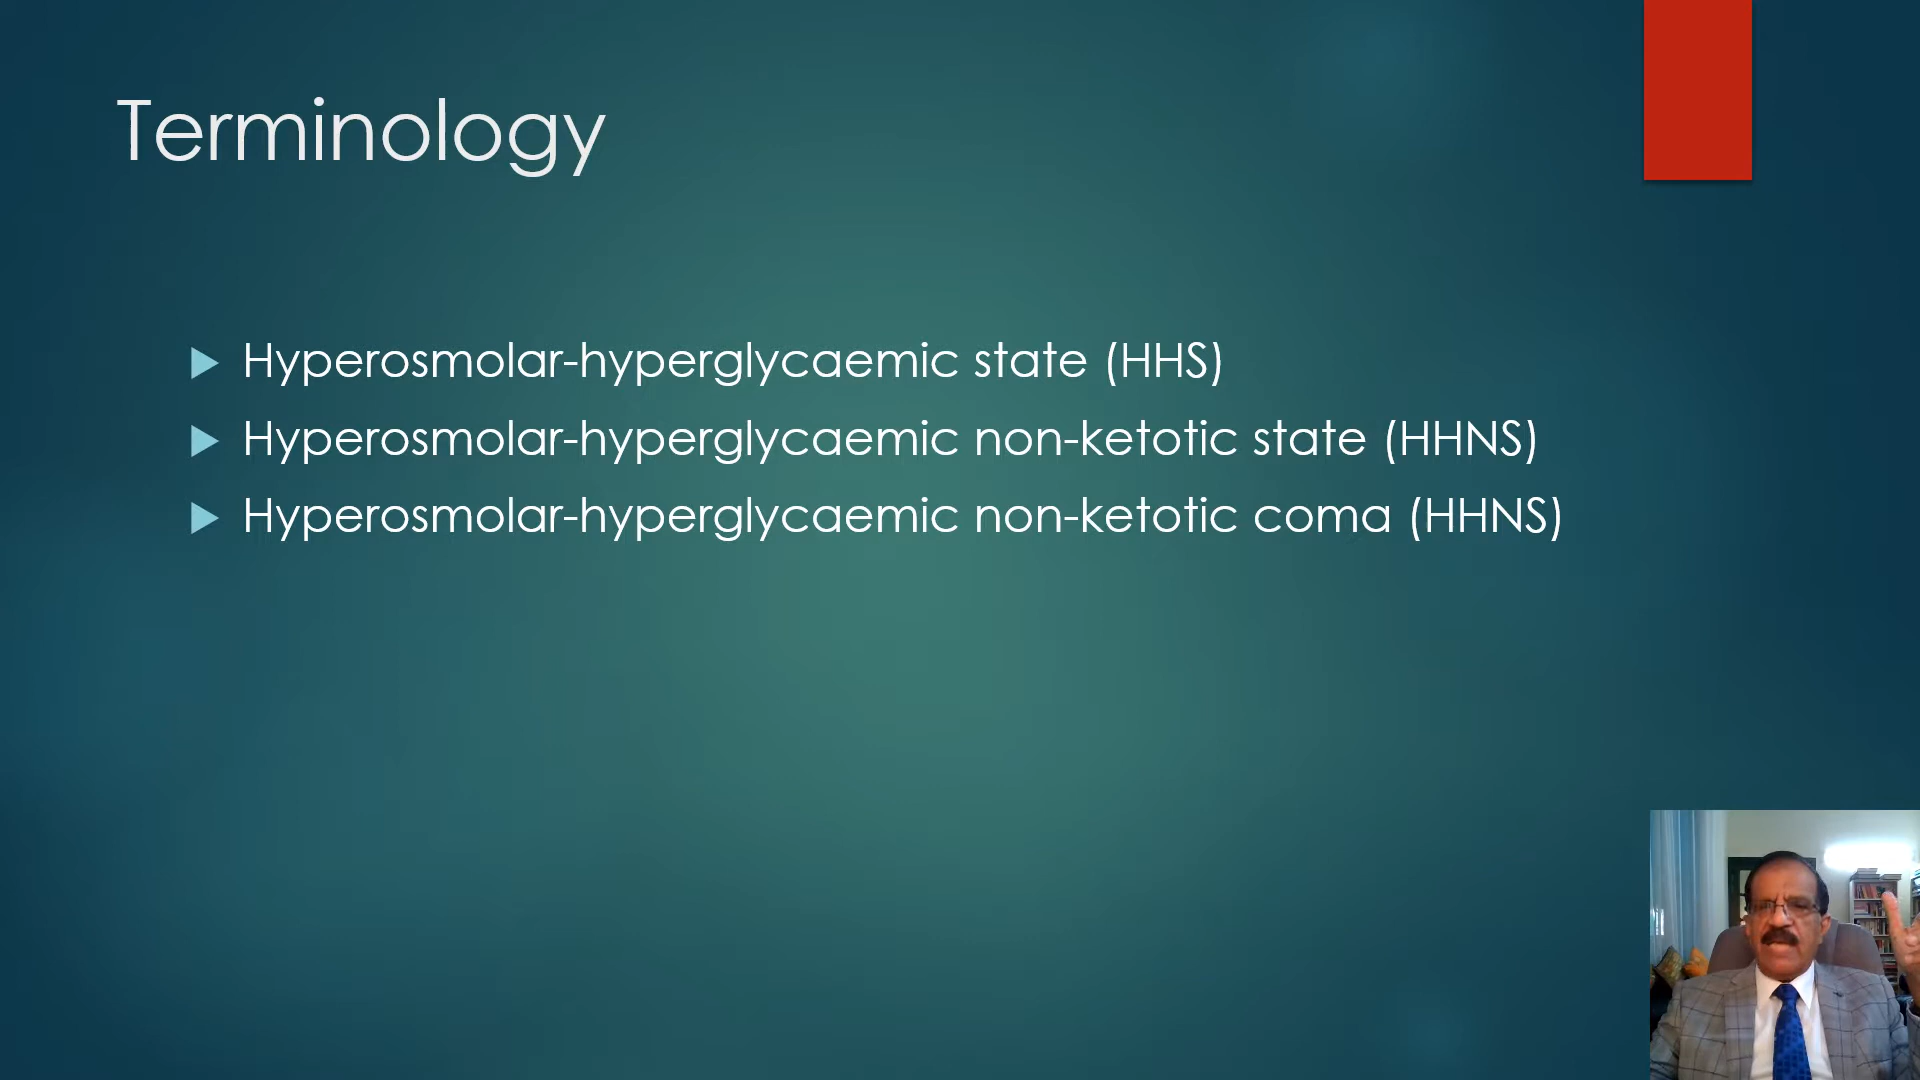 Terminology
Hyperosmolar-hyperglycaemic state (HHS)
Hyperosmolar-hyperglycaemic non-ketotic state (HHNS)
Hyperosmolar-hyperglycaemic non-ketotic coma (HHNS)